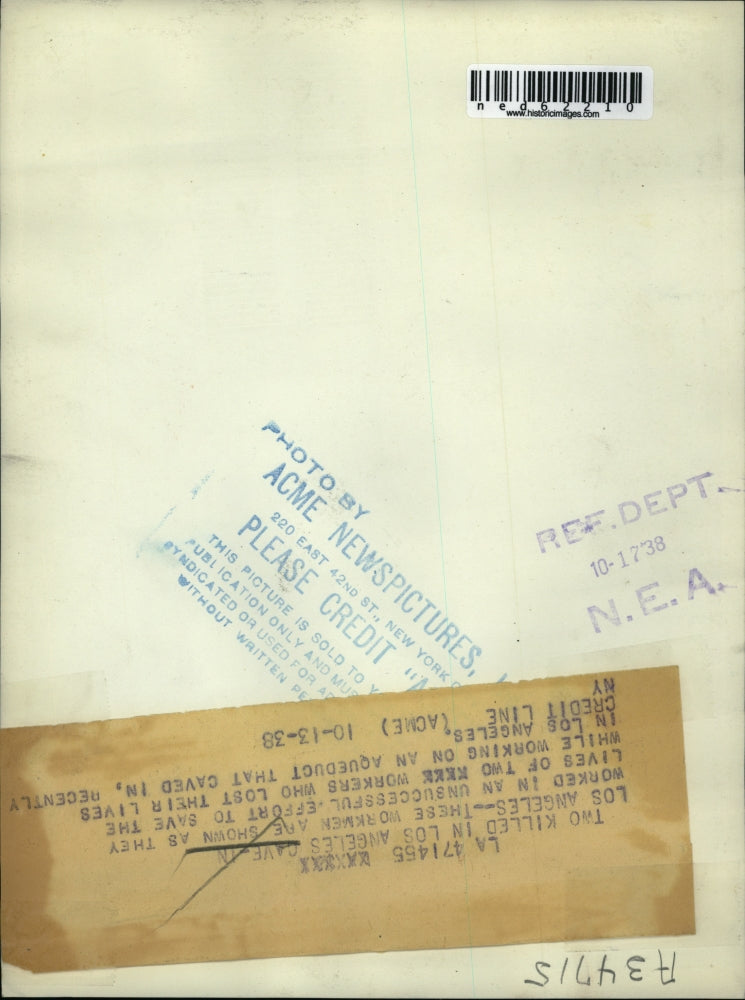 ned62210
www.historicimages.com
PHOTO BY
ACME NEWSPICTURES,
220 EAST 42ND ST., NEW YORK
PLEASE CREDIT "A
THIS PICTURE IS SOLD TO Y
PUBLICATION ONLY AND MUS
SYNDICATED OR USED FOR A
WITHOUT WRITTEN PE
REF. DEPT.
10-17'38
N.E.A.
LA 471455
TWO KILLED IN LOS ANGELES CAVE-IN
LOS ANGELES--THESE WORKMEN ARE SHOWN AS THEY
WORKED IN AN UNSUCCESSFUL EFFORT TO SAVE THE
LIVES OF TWO WORKERS WHO LOST THEIR LIVES
WHILE WORKING ON AN AQUEDUCT THAT CAVED IN, RECENTLY
IN LOS ANGELES.
CREDIT LINE (ACME) 10-13-38
NY
A34715